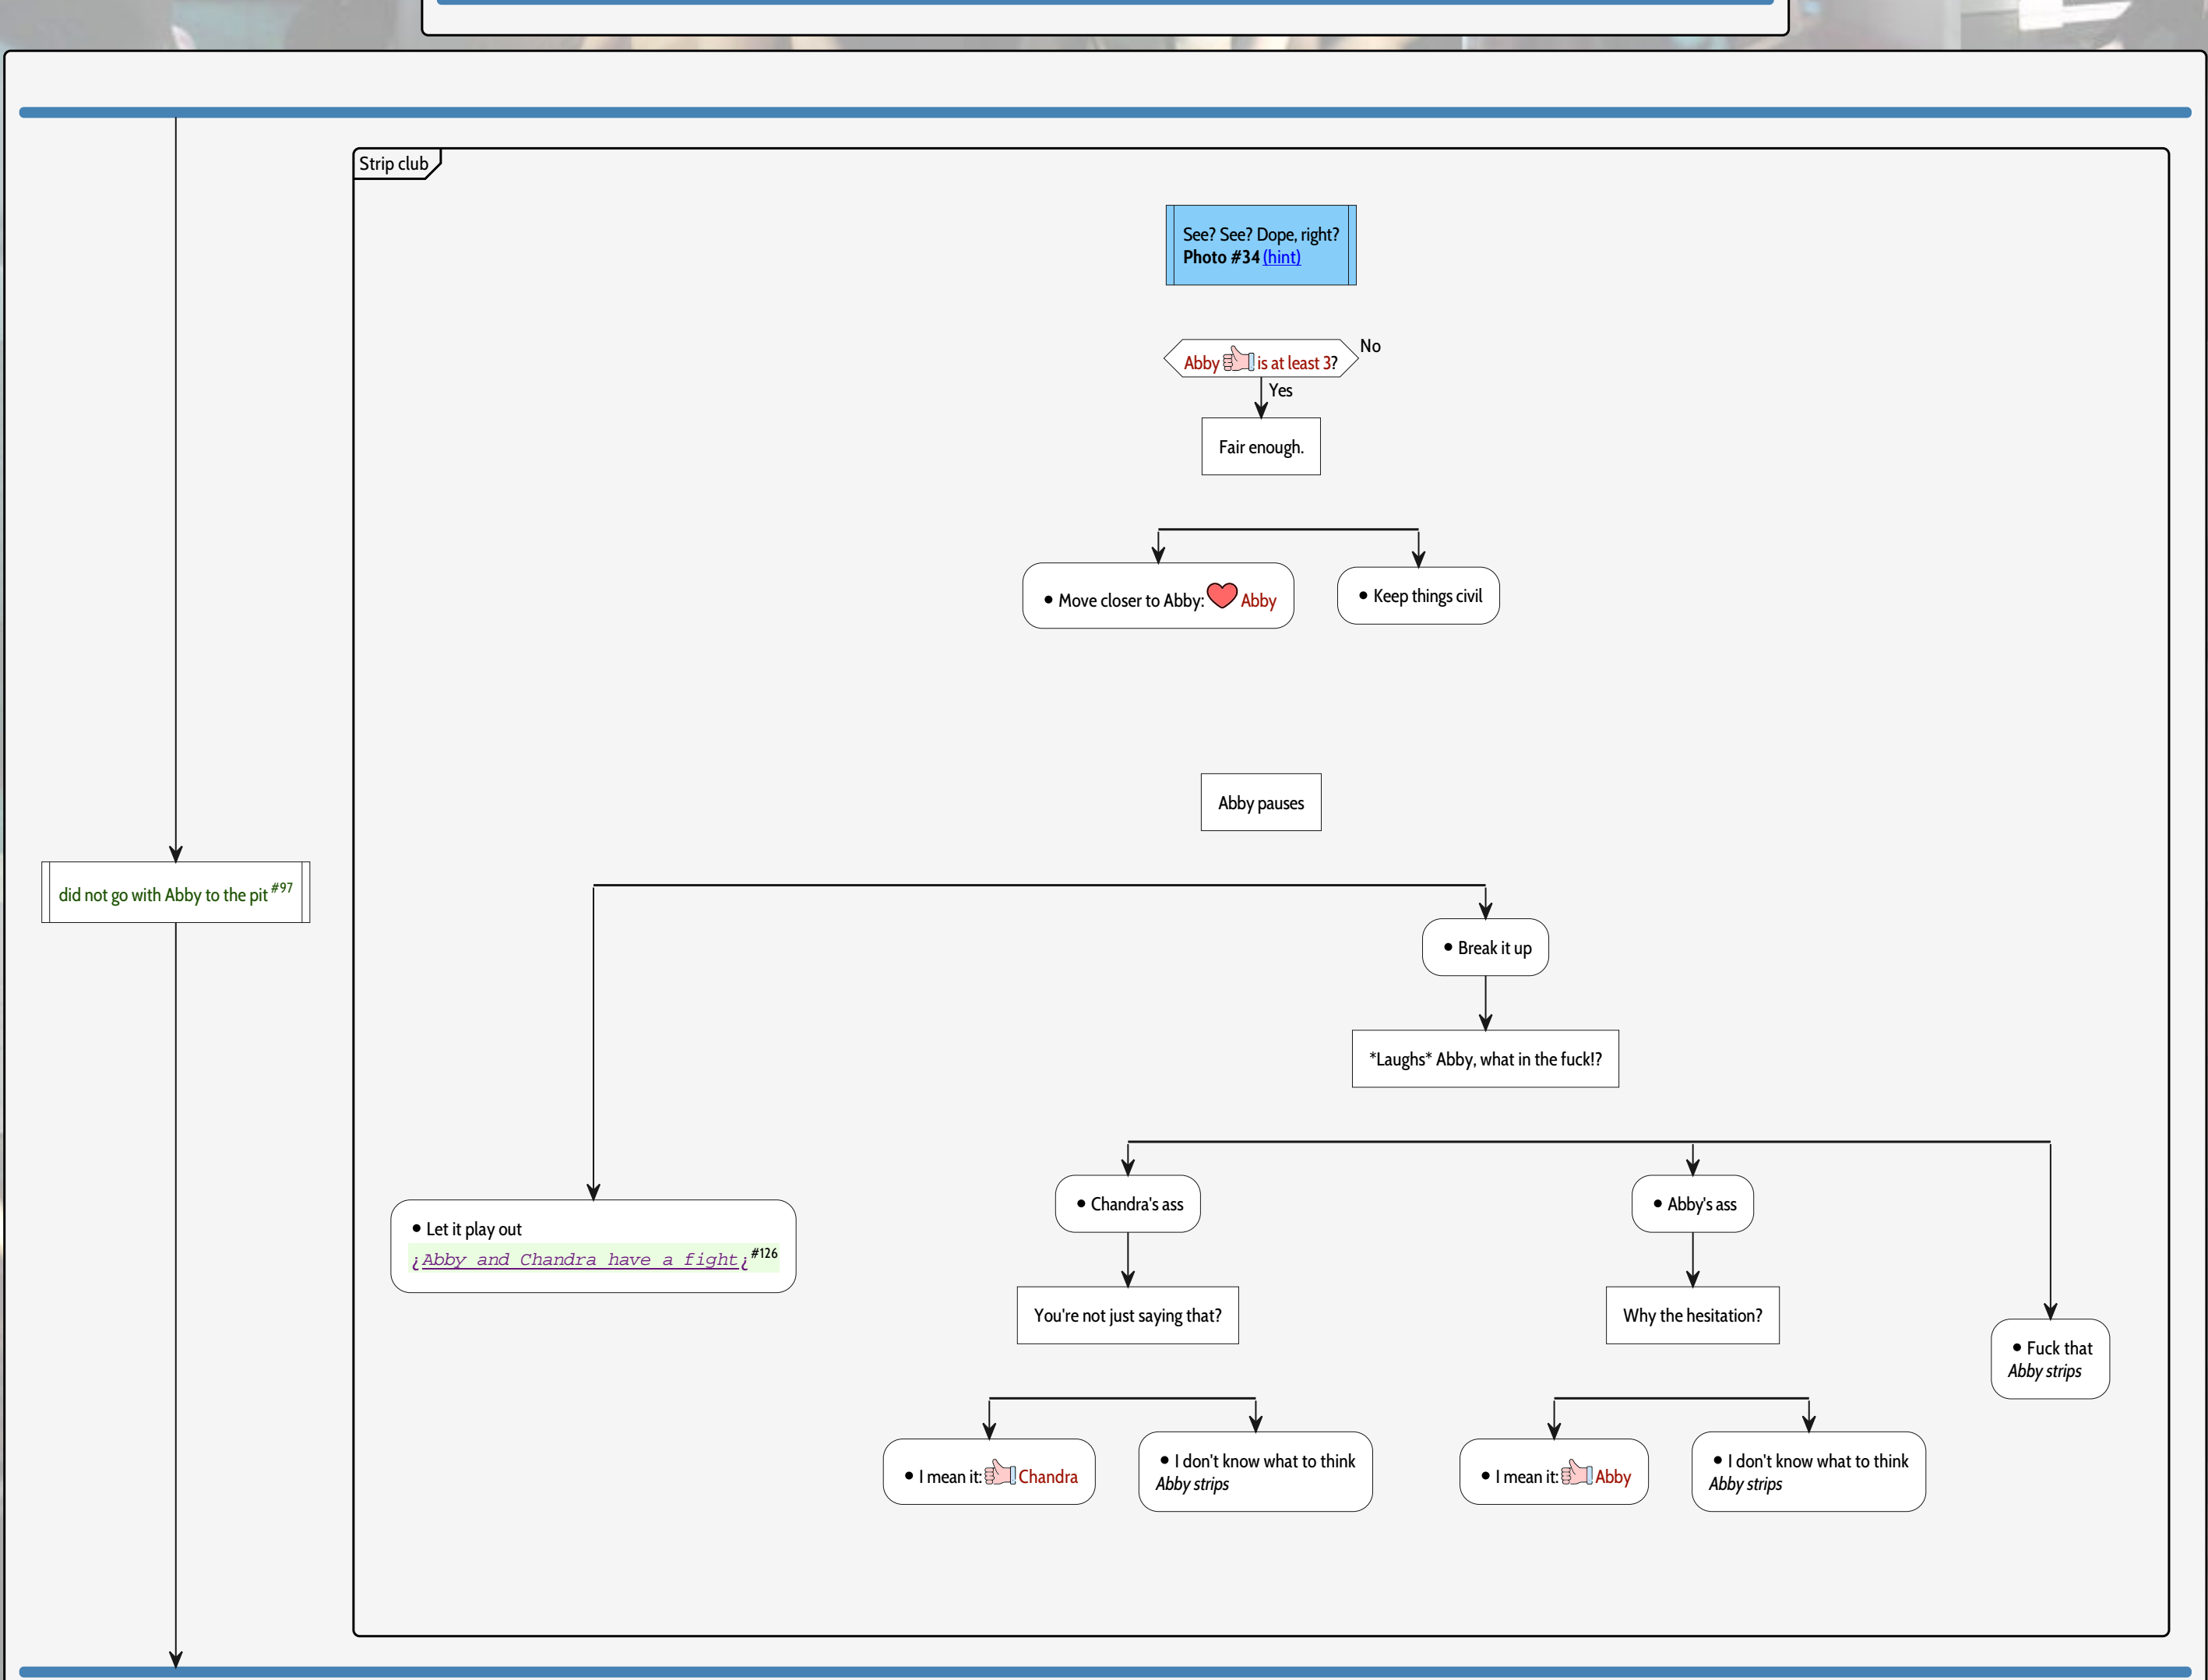 Strip club
See? See? Dope, right?
Photo #34 (hint)
Abby is at least 3?
No
Yes
Fair enough.
• Move closer to Abby: Abby
• Keep things civil
Abby pauses
did not go with Abby to the pit #97
• Break it up
*Laughs* Abby, what in the fuck!?
• Let it play out
¿Abby and Chandra have a fight¿ #126
• Chandra's ass
• Abby's ass
You're not just saying that?
Why the hesitation?
• Fuck that
Abby strips
• I mean it: Chandra
• I don't know what to think
Abby strips
• I mean it: Abby
• I don't know what to think
Abby strips